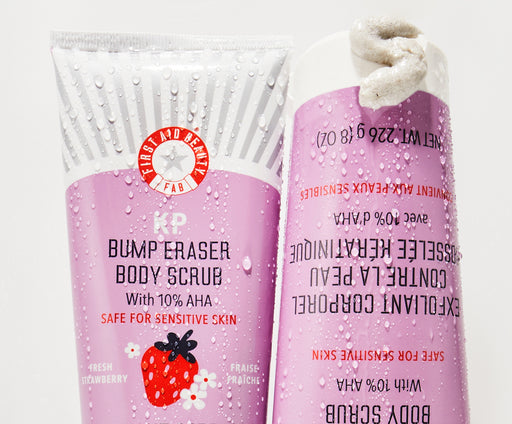 FIRST AID BEAUTY
FAB
KP
BUMP ERASER
BODY SCRUB
With 10% AHA
SAFE FOR SENSITIVE SKIN
FRESH
STRAWBERRY
FRAISE
FRAÎCHE
BODY SCRUB
With 10% AHA
SAFE FOR SENSITIVE SKIN
EXFOLIANT CORPOREL
CONTRE LA PEAU
KÉRATINIQUE
avec 10% d'AHA
AUX PEAUX SENSIBLES
NET WT. 226 g (8 OZ)